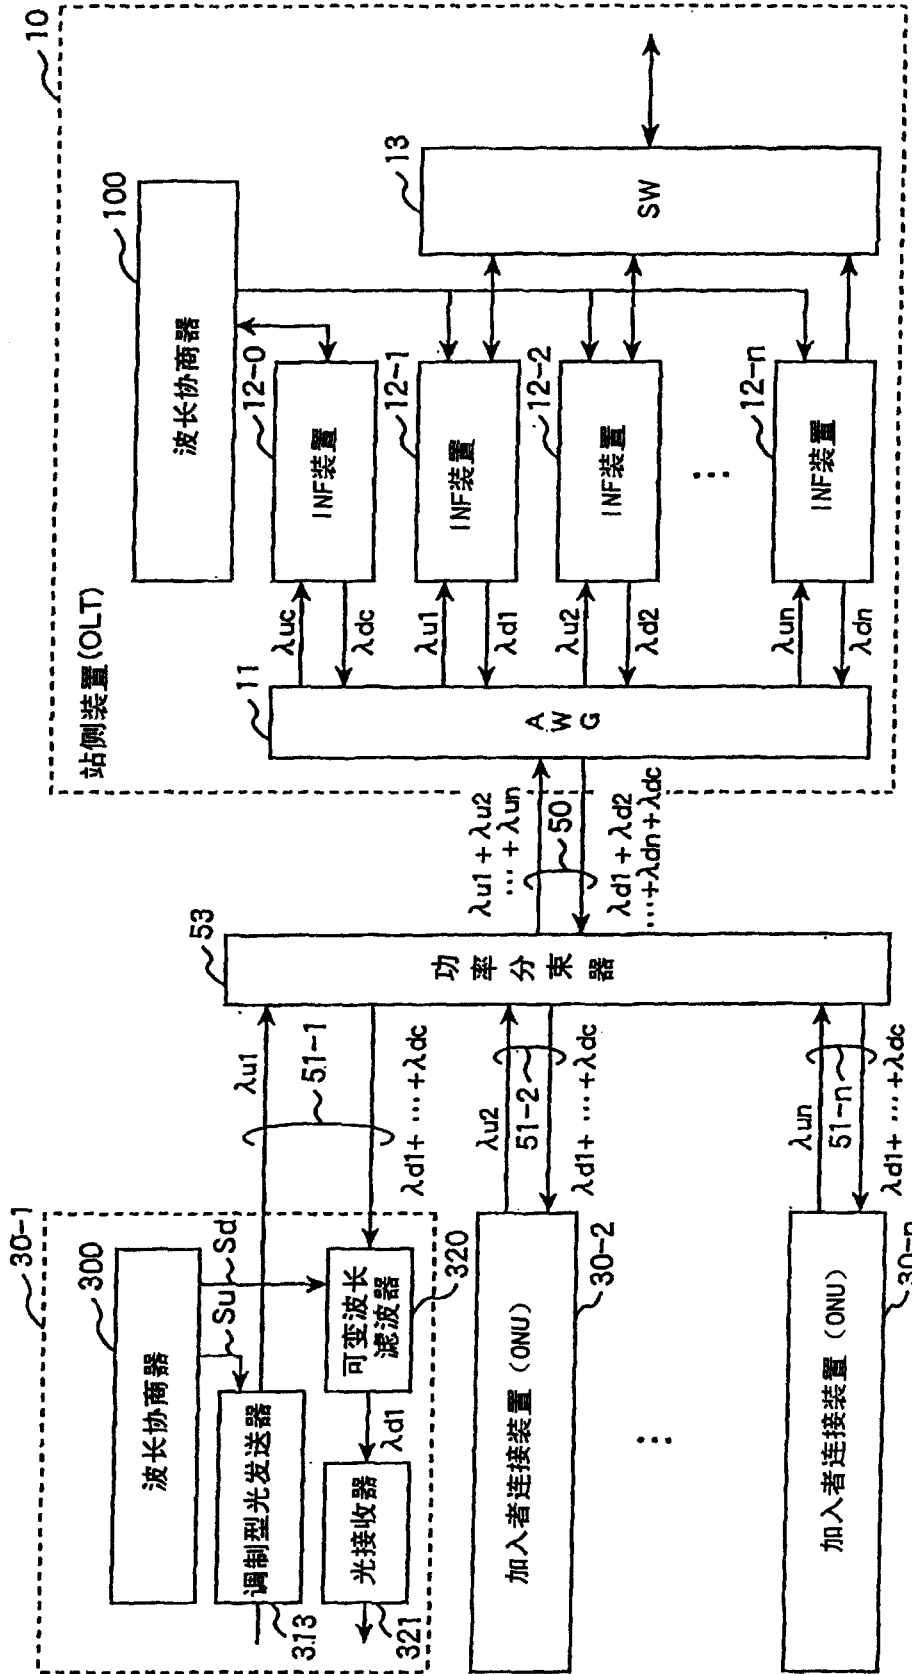 30-1
300
波长协商器
Su
Sd
调制型光发送器
313
可变波长
滤波器
320
λd1
光接收器
321
λu1
51-1
λd1+ … +λdc
加入者连接装置 (ONU)
30-2
λu2
51-2
λd1+ … +λdc
⋮
加入者连接装置 (ONU)
30-n
λun
51-n
λd1+ … +λdc
53
功率分束器
λu1+λu2
… +λun
50
λd1+λd2
…+λdn+λdc
10
站侧装置(OLT)
11
AWG
100
波长协商器
λuc
λdc
INF装置
12-0
λu1
λd1
INF装置
12-1
λu2
λd2
INF装置
12-2
⋮
λun
λdn
INF装置
12-n
13
SW